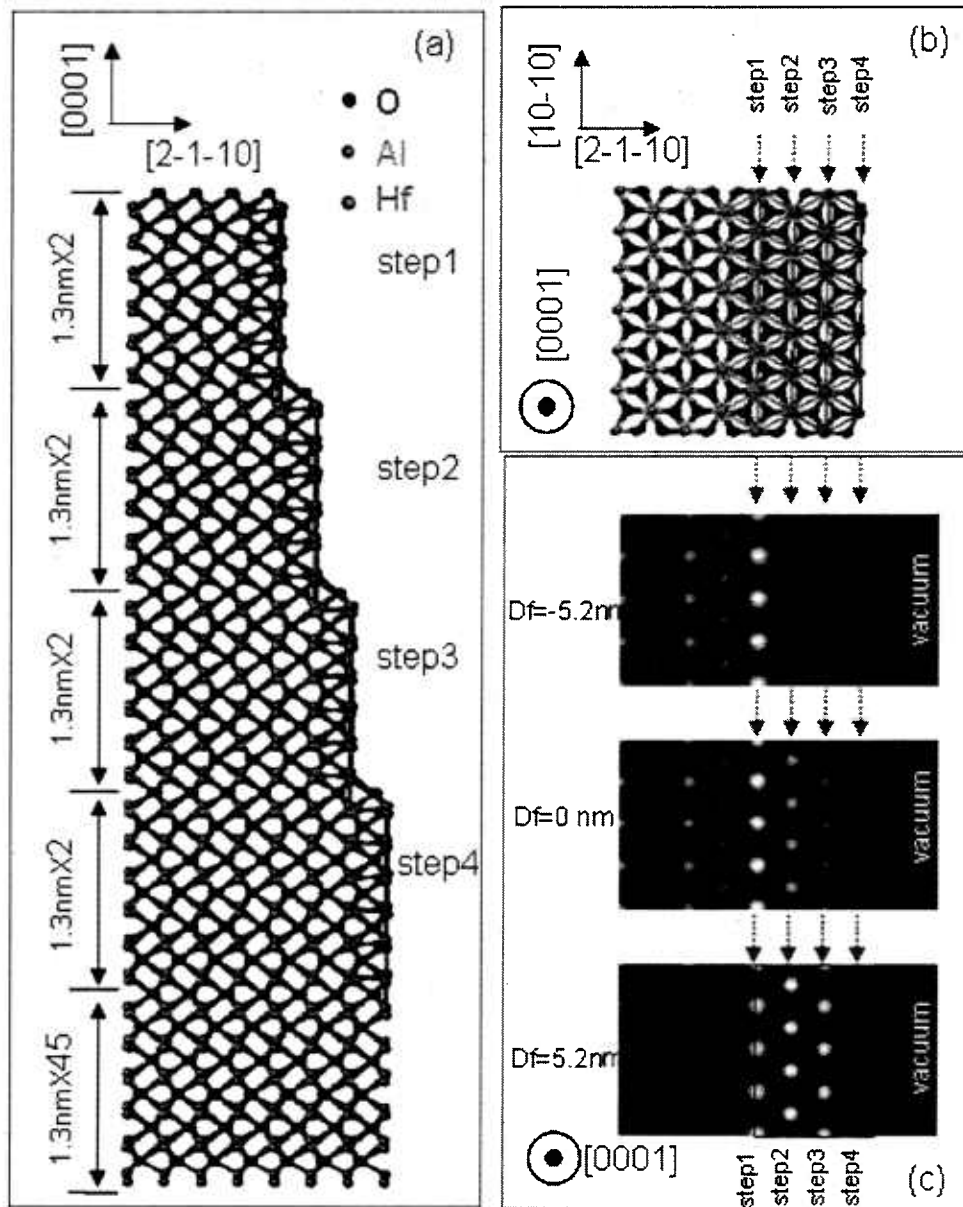 (a)
[0001]
[2-1-10]
O
Al
Hf
1.3nmX2
step1
1.3nmX2
step2
1.3nmX2
step3
1.3nmX2
step4
1.3nmX45
(b)
[10-10]
[2-1-10]
step1
step2
step3
step4
[0001]
Df=-5.2nm
vacuum
Df=0 nm
vacuum
Df=5.2nm
vacuum
[0001]
step1
step2
step3
step4
(c)